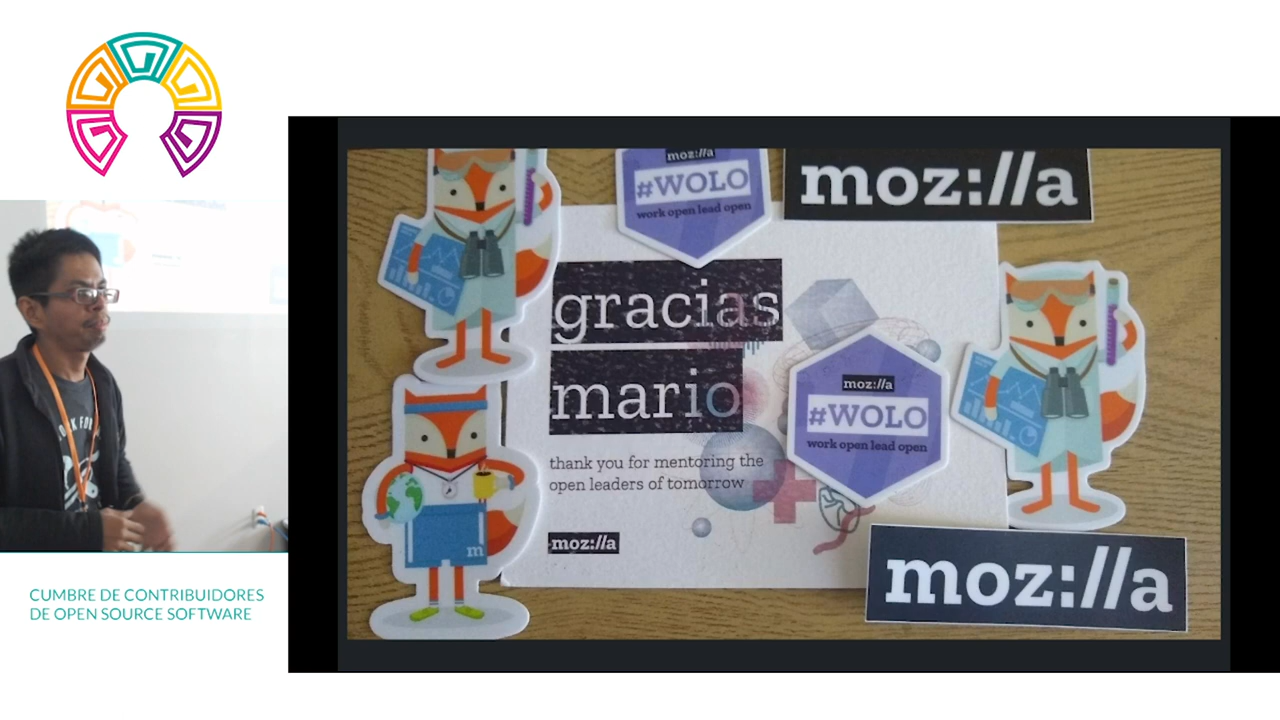 CUMBRE DE CONTRIBUIDORES
DE OPEN SOURCE SOFTWARE
moz://a
#WOLO
work open lead open
moz://a
gracias
mario
thank you for mentoring the
open leaders of tomorrow
moz://a
moz://a
#WOLO
work open lead open
m
moz://a